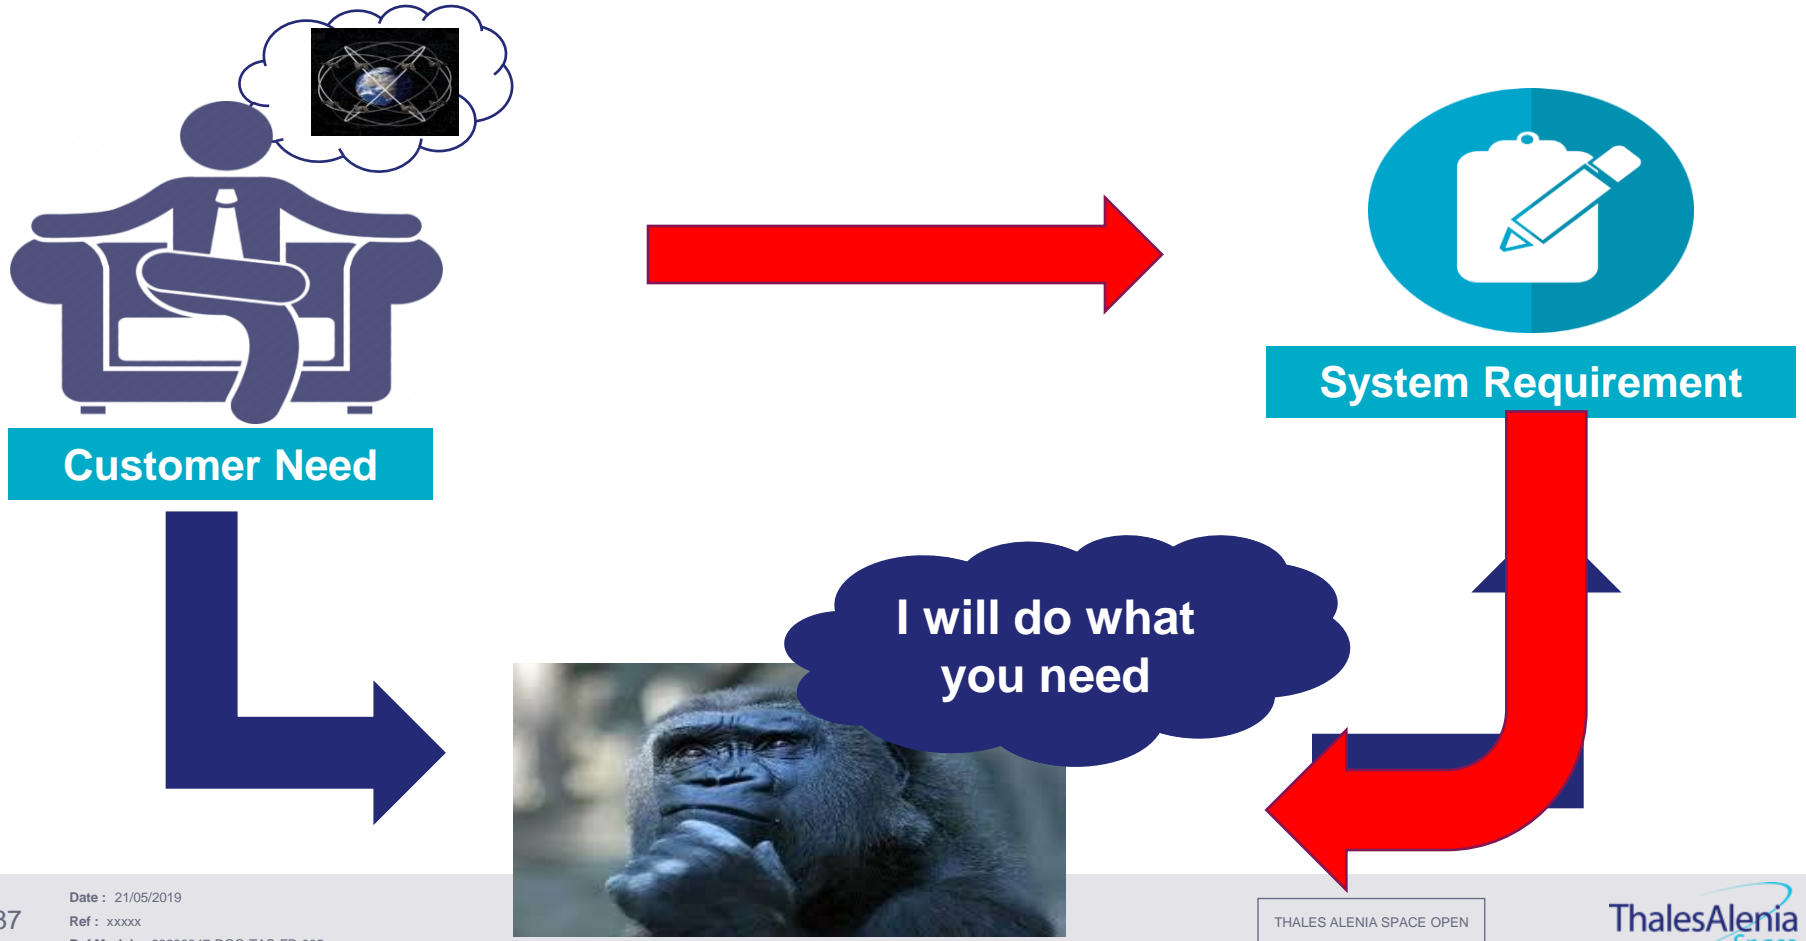 System Requirement
Customer Need
I will do what
you need
Date : 21/05/2019
Ref : xxxxx
THALES ALENIA SPACE OPEN
ThalesAlenia
Space